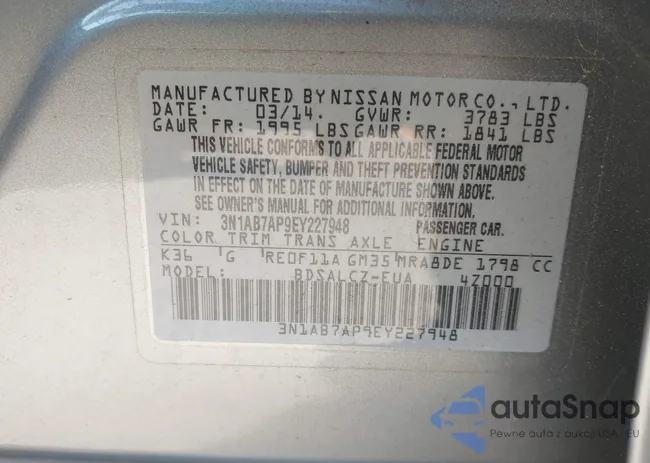 MANUFACTURED BY NISSAN MOTOR CO., LTD.
DATE: 03/14. GVWR: 3783 LBS
GAWR FR: 1995 LBS GAWR RR: 1841 LBS
THIS VEHICLE CONFORMS TO ALL APPLICABLE FEDERAL MOTOR
VEHICLE SAFETY, BUMPER AND THEFT PREVENTION STANDARDS
IN EFFECT ON THE DATE OF MANUFACTURE SHOWN ABOVE.
SEE OWNER'S MANUAL FOR ADDITIONAL INFORMATION.
VIN: 3N1AB7AP9EY227948 PASSENGER CAR.
COLOR TRIM TRANS AXLE ENGINE
K36 G RE0F11A GM35 MRA8DE 1798 CC
MODEL: BDSALCZ-EUA 4Z000
3N1AB7AP9EY227948
autaSnap
Pewne auta z aukcji USA i EU